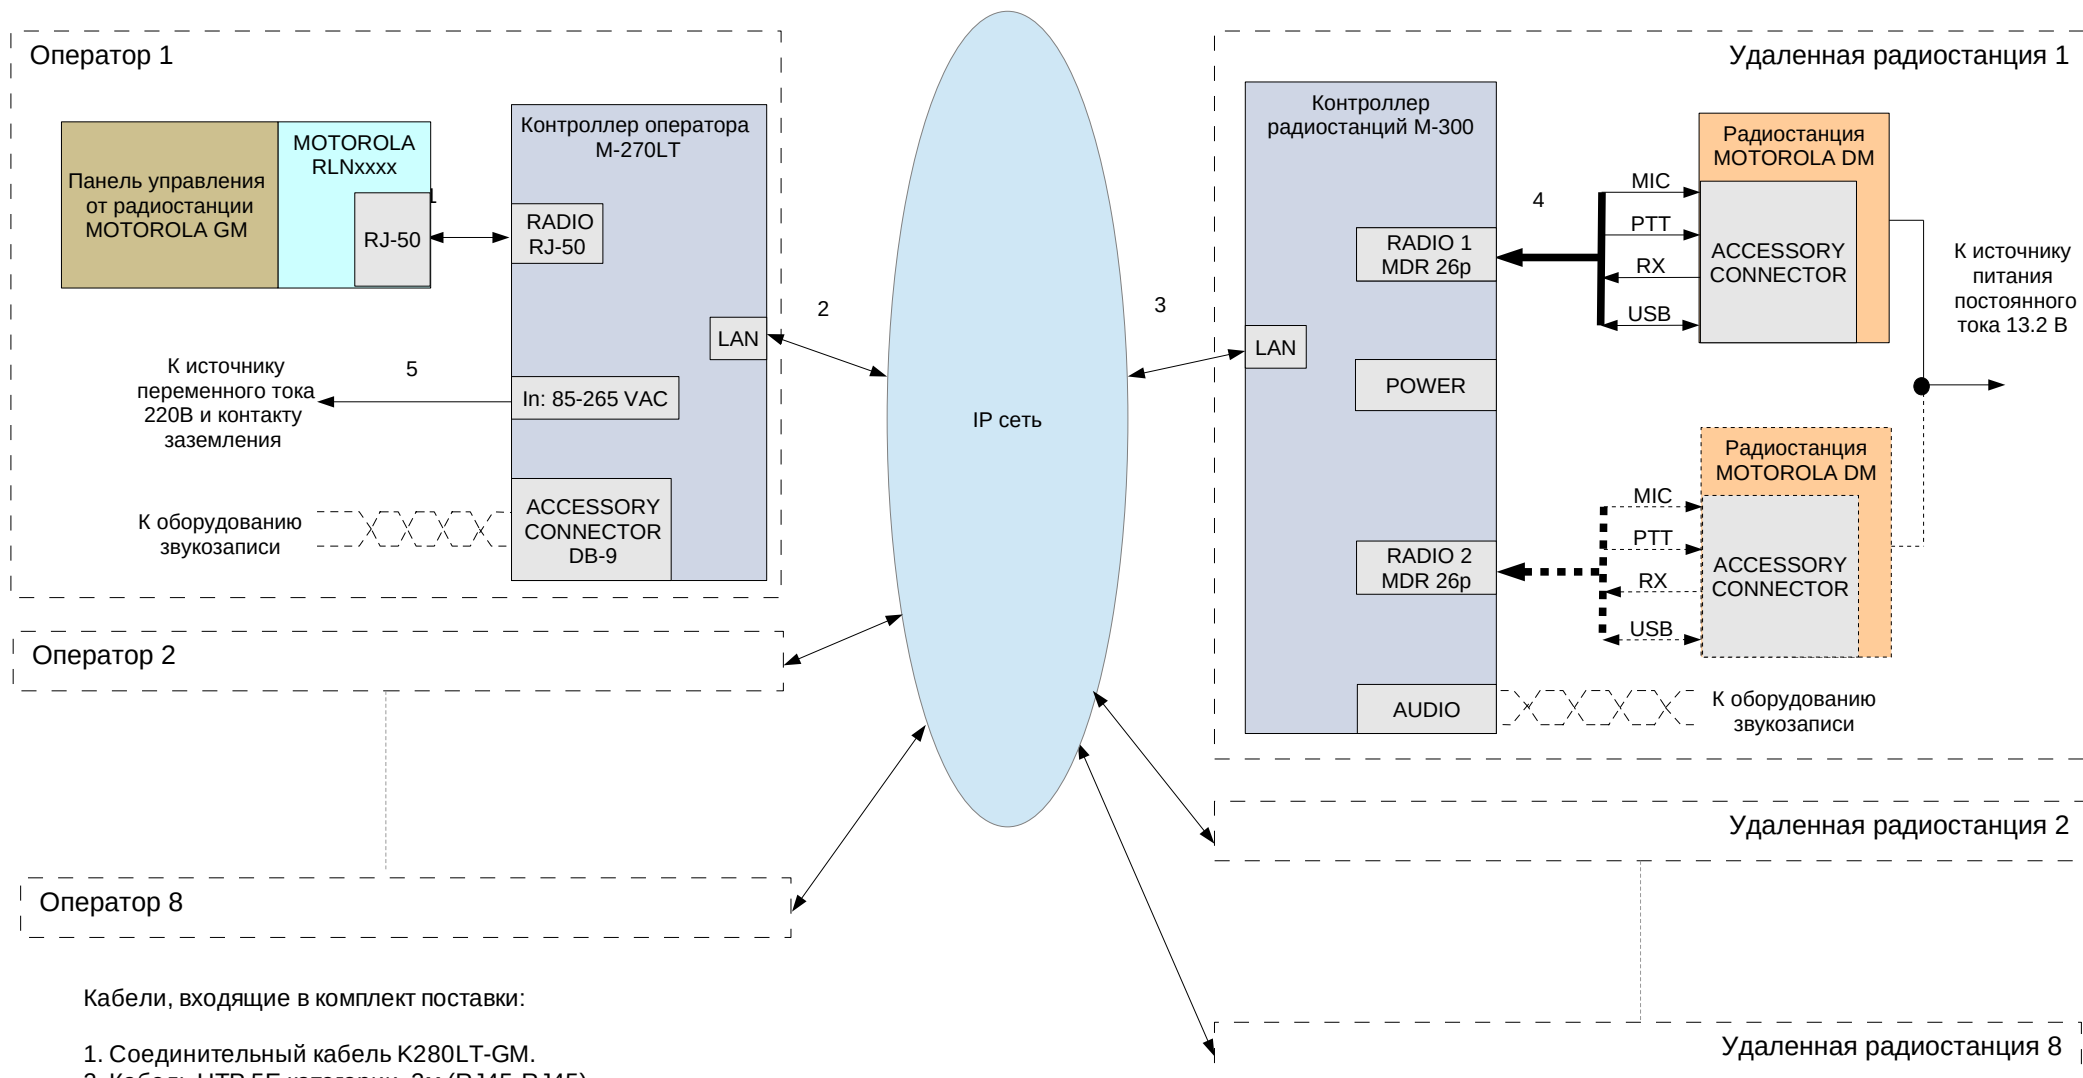 Оператор 1
Панель управления
от радиостанции
MOTOROLA GM
MOTOROLA
RLNxxxx
RJ-50
1
Контроллер оператора
M-270LT
RADIO
RJ-50
LAN
2
К источнику
переменного тока
220В и контакту
заземления
5
In: 85-265 VAC
К оборудованию
звукозаписи
ACCESSORY
CONNECTOR
DB-9
Оператор 2
Оператор 8
IP сеть
3
Удаленная радиостанция 1
Контроллер
радиостанций М-300
LAN
RADIO 1
MDR 26p
POWER
RADIO 2
MDR 26p
AUDIO
4
MIC
PTT
RX
USB
Радиостанция
MOTOROLA DM
ACCESSORY
CONNECTOR
К источнику
питания
постоянного
тока 13.2 В
MIC
PTT
RX
USB
Радиостанция
MOTOROLA DM
ACCESSORY
CONNECTOR
К оборудованию
звукозаписи
Удаленная радиостанция 2
Удаленная радиостанция 8
Кабели, входящие в комплект поставки:
1. Соединительный кабель K280LT-GM.